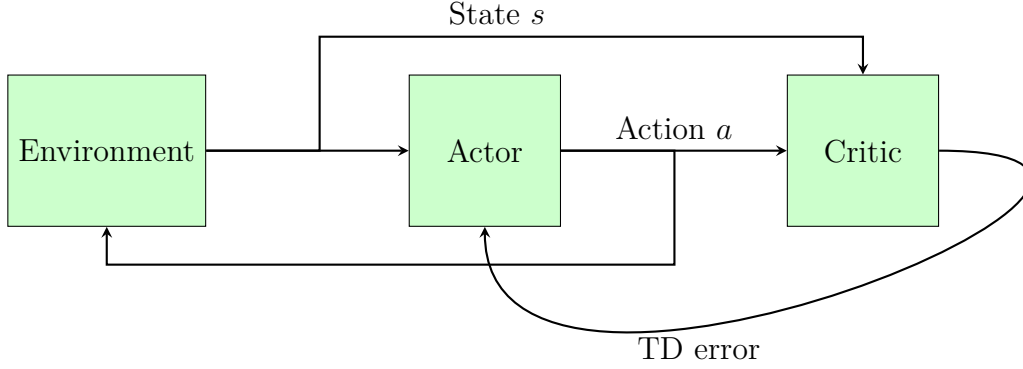 State s
Action a
Environment
Actor
Critic
TD error